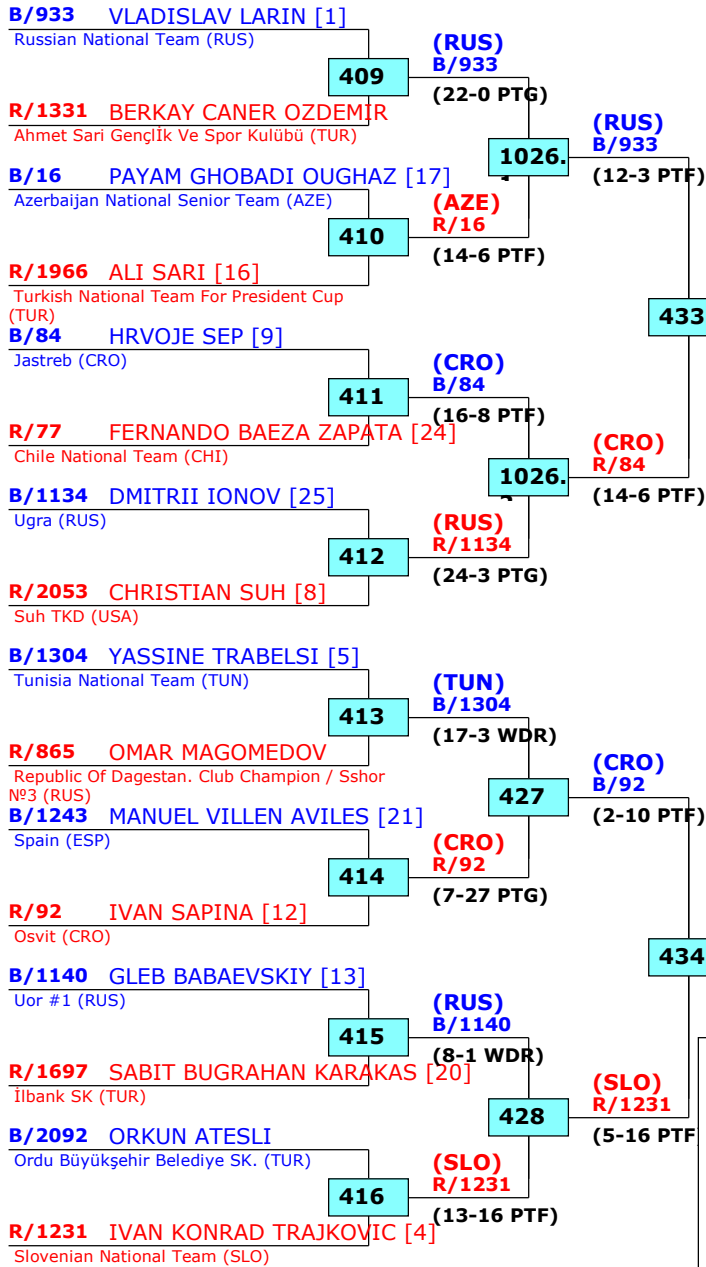 B/933 VLADISLAV LARIN [1]
Russian National Team (RUS)
409
(RUS)
B/933
(22-0 PTG)
R/1331 BERKAY CANER OZDEMIR
Ahmet Sari Gençlİk Ve Spor Kulübü (TUR)
1026.
(RUS)
B/933
(12-3 PTF)
B/16 PAYAM GHOBADI OUGHAZ [17]
Azerbaijan National Senior Team (AZE)
410
(AZE)
R/16
(14-6 PTF)
R/1966 ALI SARI [16]
Turkish National Team For President Cup
(TUR)
433
B/84 HRVOJE SEP [9]
Jastreb (CRO)
411
(CRO)
B/84
(16-8 PTF)
R/77 FERNANDO BAEZA ZAPATA [24]
Chile National Team (CHI)
1026.
(CRO)
R/84
(14-6 PTF)
B/1134 DMITRII IONOV [25]
Ugra (RUS)
412
(RUS)
R/1134
(24-3 PTG)
R/2053 CHRISTIAN SUH [8]
Suh TKD (USA)
B/1304 YASSINE TRABELSI [5]
Tunisia National Team (TUN)
413
(TUN)
B/1304
(17-3 WDR)
R/865 OMAR MAGOMEDOV
Republic Of Dagestan. Club Champion / Sshor
№3 (RUS)
427
(CRO)
B/92
(2-10 PTF)
B/1243 MANUEL VILLEN AVILES [21]
Spain (ESP)
414
(CRO)
R/92
(7-27 PTG)
R/92 IVAN SAPINA [12]
Osvit (CRO)
434
B/1140 GLEB BABAEVSKIY [13]
Uor #1 (RUS)
415
(RUS)
B/1140
(8-1 WDR)
R/1697 SABIT BUGRAHAN KARAKAS [20]
İlbank SK (TUR)
428
(SLO)
R/1231
(5-16 PTF
B/2092 ORKUN ATESLI
Ordu Büyükşehir Belediye SK. (TUR)
416
(SLO)
R/1231
(13-16 PTF)
R/1231 IVAN KONRAD TRAJKOVIC [4]
Slovenian National Team (SLO)